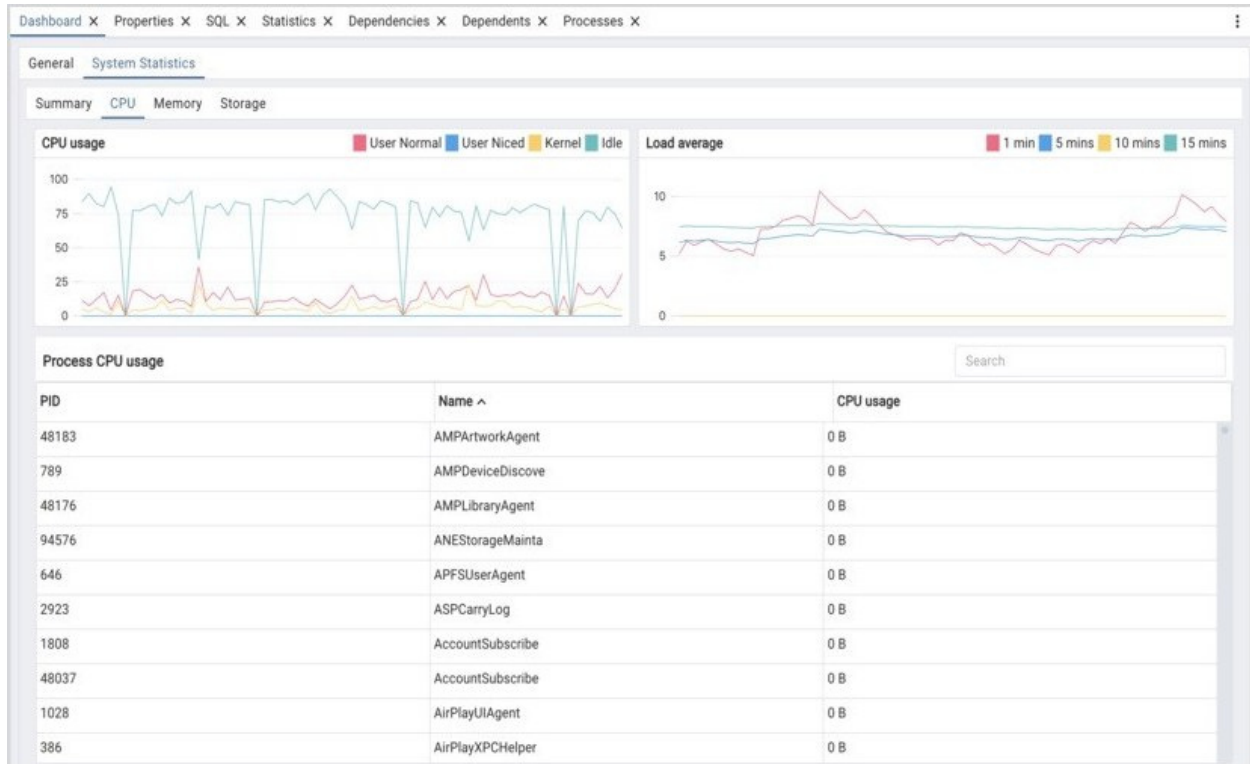 Dashboard X Properties X SQL X Statistics X Dependencies X Dependents X Processes X
General System Statistics
Summary CPU Memory Storage
CPU usage User Normal User Niced Kernel Idle
100
75
50
25
0
Load average 1 min 5 mins 10 mins 15 mins
10
5
0
Process CPU usage Search
PID Name CPU usage
48183 AMPArtworkAgent 0 B
789 AMPDeviceDiscove 0 B
48176 AMPLibraryAgent 0 B
94576 ANEStorageMainta 0 B
646 APFSUserAgent 0 B
2923 ASPCarryLog 0 B
1808 AccountSubscribe 0 B
48037 AccountSubscribe 0 B
1028 AirPlayUIAgent 0 B
386 AirPlayXPCHelper 0 B